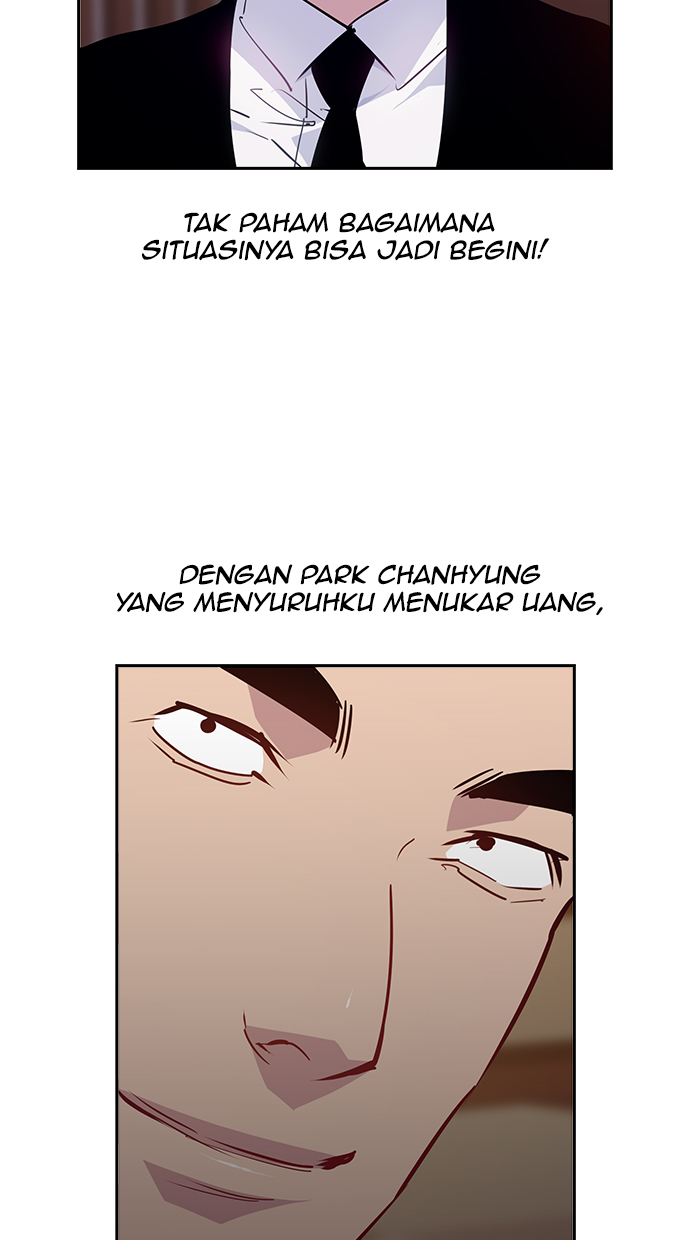 TAK PAHAM BAGAIMANA
SITUASINYA BISA JADI BEGINI!
DENGAN PARK CHANHYUNG
YANG MENYURUHKU MENUKAR UANG,